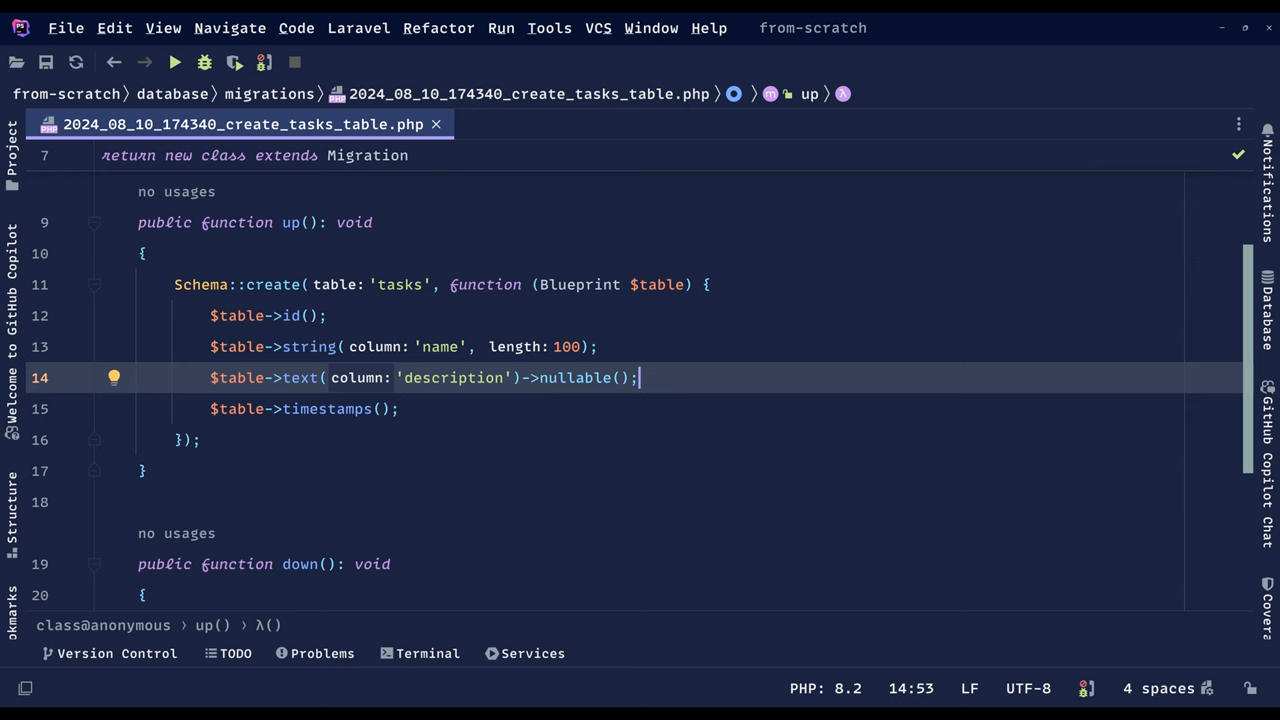 PS File Edit View Navigate Code Laravel Refactor Run Tools VCS Window Help from-scratch
from-scratch〉database〉migrations〉2024_08_10_174340_create_tasks_table.php〉〉m up〉λ
PHP 2024_08_10_174340_create_tasks_table.php
7 return new class extends Migration
no usages
9 public function up(): void
10 {
11 Schema::create( table: 'tasks', function (Blueprint $table) {
12 $table->id();
13 $table->string( column: 'name', length: 100);
14 $table->text( column: 'description')->nullable();
15 $table->timestamps();
16 });
17 }
18
no usages
19 public function down(): void
20 {
class@anonymous › up() › λ()
Version Control TODO Problems Terminal Services
PHP: 8.2 14:53 LF UTF-8 4 spaces
Project
Welcome to GitHub Copilot
Structure
okmarks
Notifications
Database
GitHub Copilot Chat
Covera